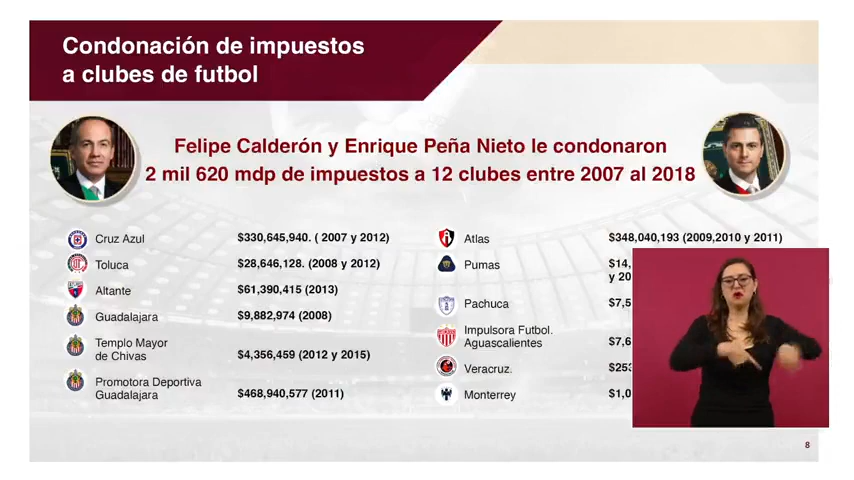 Condonación de impuestos
a clubes de futbol
Felipe Calderón y Enrique Peña Nieto le condonaron
2 mil 620 mdp de impuestos a 12 clubes entre 2007 al 2018
Cruz Azul $330,645,940. ( 2007 y 2012)
Toluca $28,646,128. (2008 y 2012)
Altante $61,390,415 (2013)
Guadalajara $9,882,974 (2008)
Templo Mayor
de Chivas $4,356,459 (2012 y 2015)
Promotora Deportiva
Guadalajara $468,940,577 (2011)
Atlas $348,040,193 (2009,2010 y 2011)
Pumas $14,
y 20
Pachuca $7,5
Impulsora Futbol.
Aguascalientes $7,6
Veracruz. $253
Monterrey $1,0
8